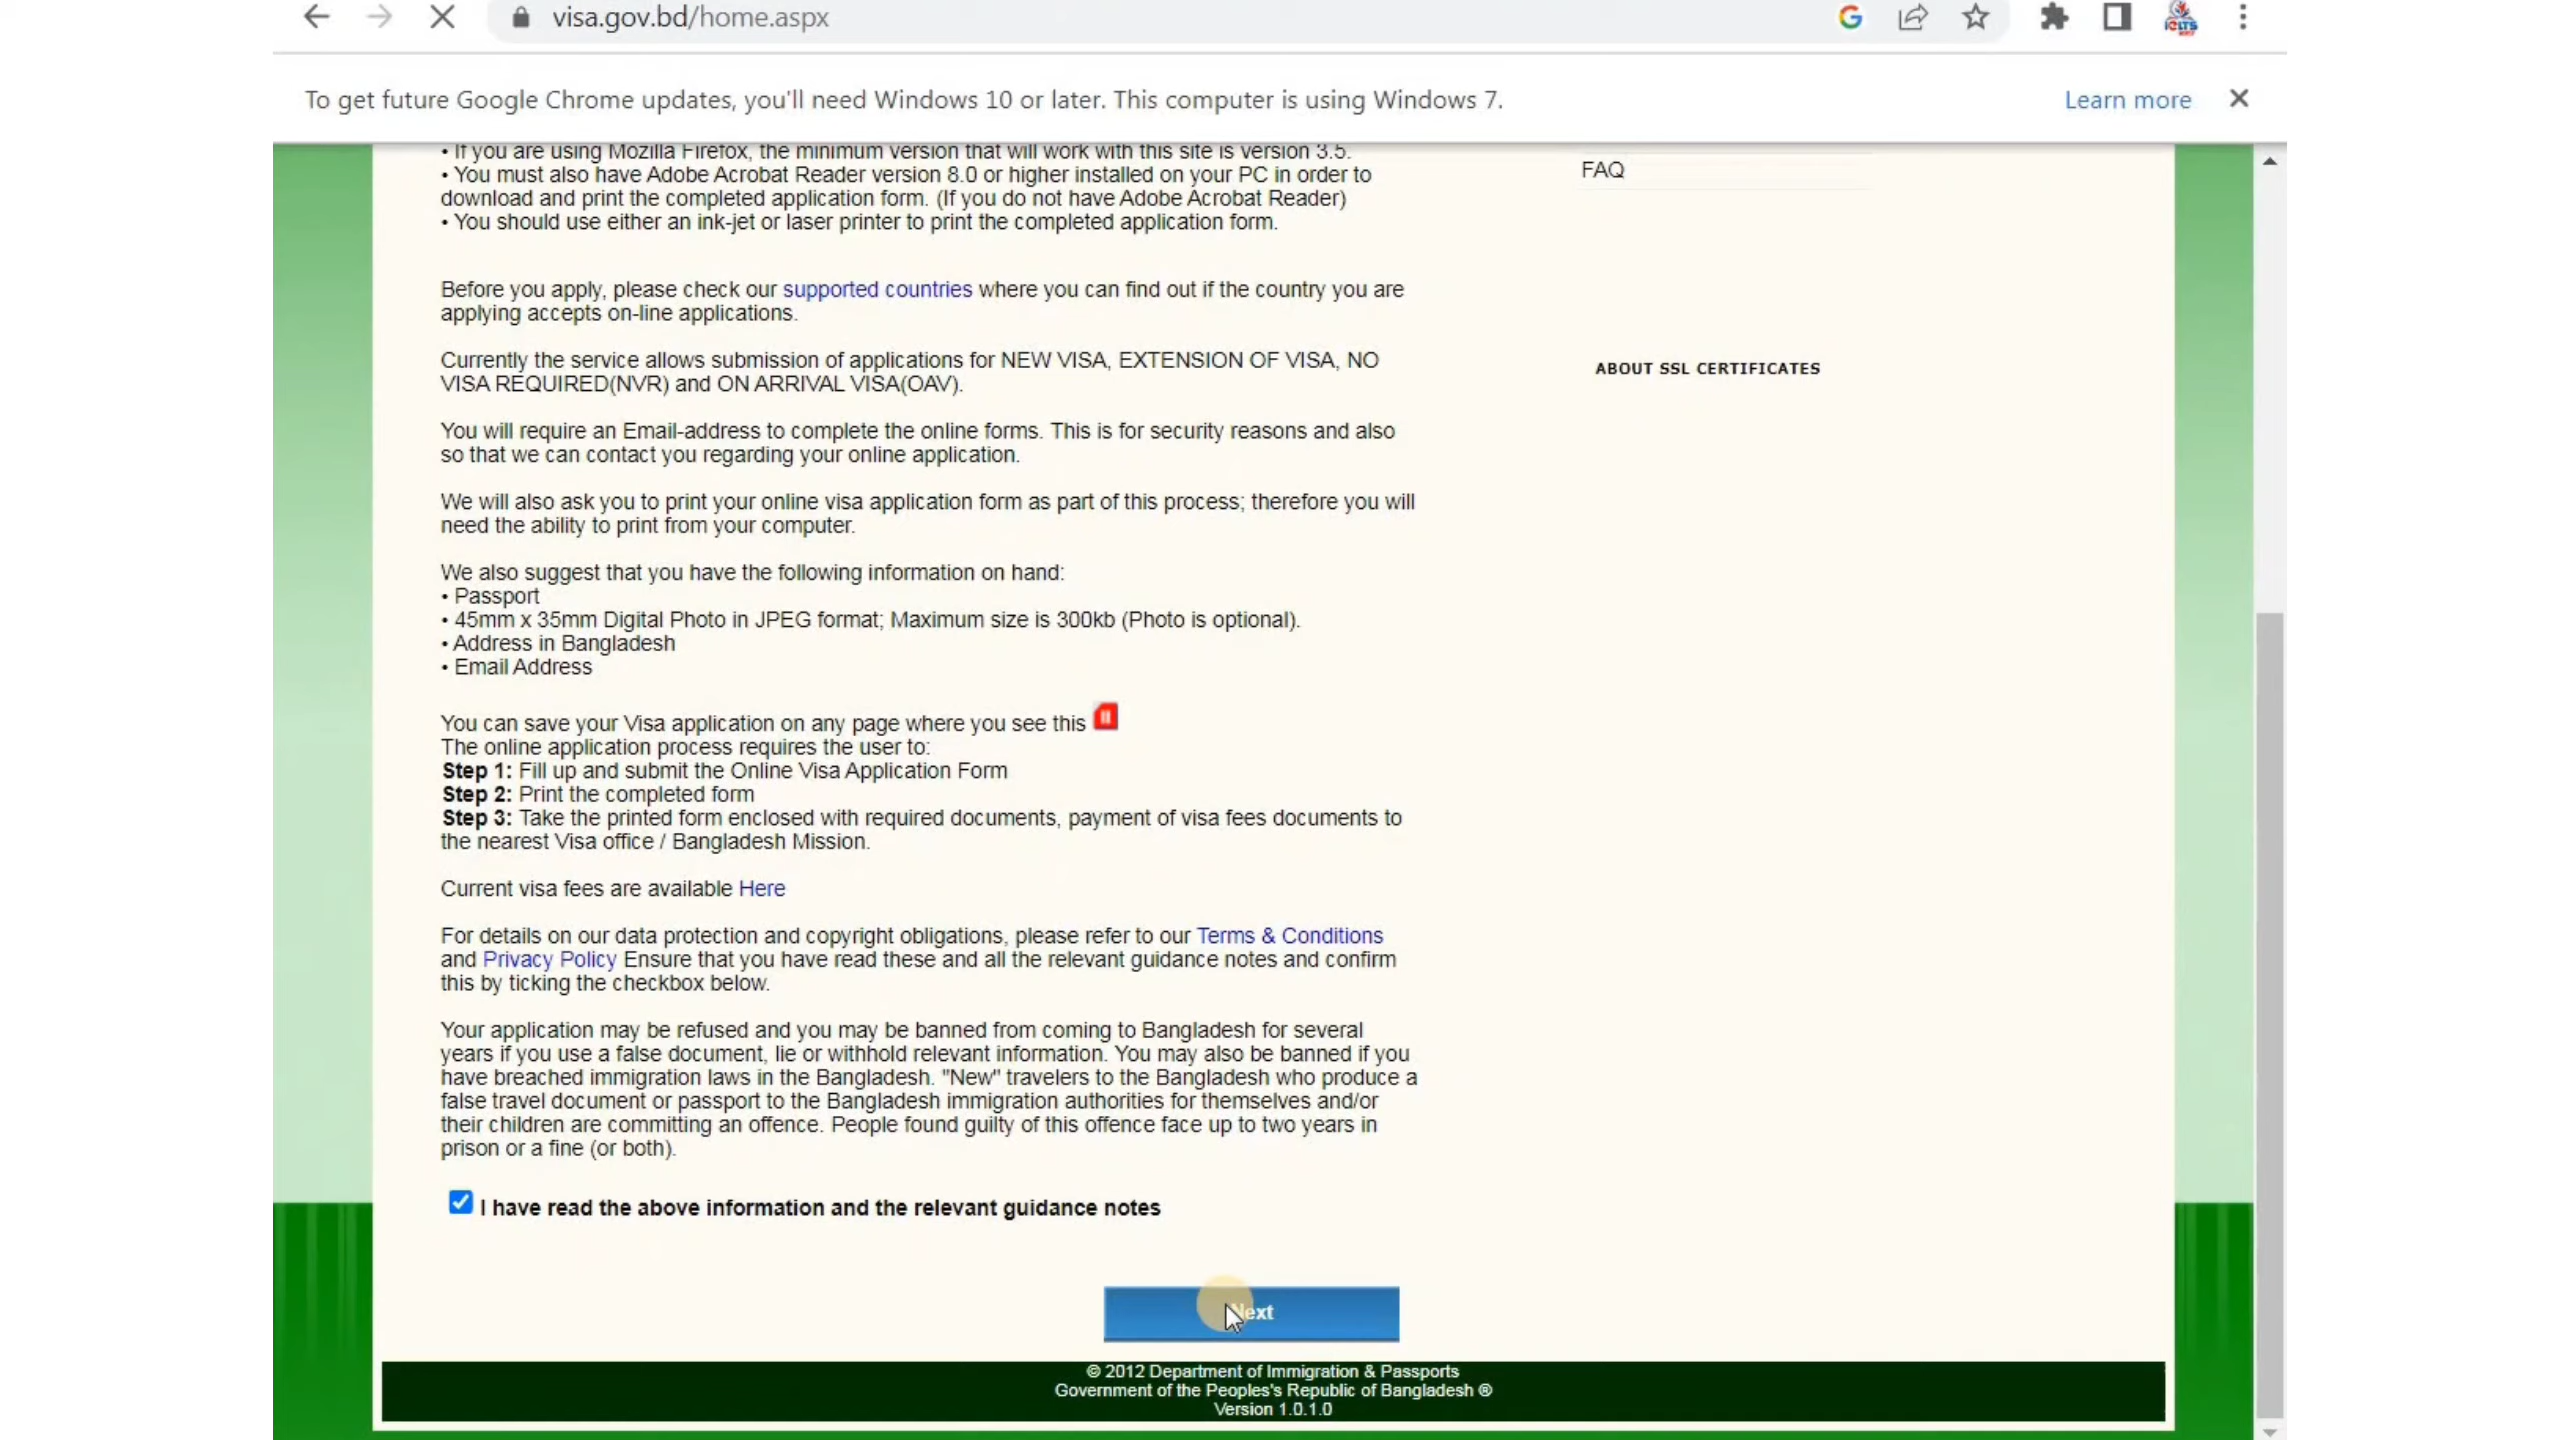 visa.gov.bd/home.aspx
To get future Google Chrome updates, you'll need Windows 10 or later. This computer is using Windows 7.
Learn more
• If you are using Mozilla Firefox, the minimum version that will work with this site is version 3.5.
• You must also have Adobe Acrobat Reader version 8.0 or higher installed on your PC in order to
download and print the completed application form. (If you do not have Adobe Acrobat Reader)
• You should use either an ink-jet or laser printer to print the completed application form.
Before you apply, please check our supported countries where you can find out if the country you are
applying accepts on-line applications.
Currently the service allows submission of applications for NEW VISA, EXTENSION OF VISA, NO
VISA REQUIRED(NVR) and ON ARRIVAL VISA(OAV).
You will require an Email-address to complete the online forms. This is for security reasons and also
so that we can contact you regarding your online application.
We will also ask you to print your online visa application form as part of this process; therefore you will
need the ability to print from your computer.
We also suggest that you have the following information on hand:
• Passport
• 45mm x 35mm Digital Photo in JPEG format; Maximum size is 300kb (Photo is optional).
• Address in Bangladesh
• Email Address
You can save your Visa application on any page where you see this
The online application process requires the user to:
Step 1: Fill up and submit the Online Visa Application Form
Step 2: Print the completed form
Step 3: Take the printed form enclosed with required documents, payment of visa fees documents to
the nearest Visa office / Bangladesh Mission.
Current visa fees are available Here
For details on our data protection and copyright obligations, please refer to our Terms & Conditions
and Privacy Policy Ensure that you have read these and all the relevant guidance notes and confirm
this by ticking the checkbox below.
Your application may be refused and you may be banned from coming to Bangladesh for several
years if you use a false document, lie or withhold relevant information. You may also be banned if you
have breached immigration laws in the Bangladesh. "New" travelers to the Bangladesh who produce a
false travel document or passport to the Bangladesh immigration authorities for themselves and/or
their children are committing an offence. People found guilty of this offence face up to two years in
prison or a fine (or both).
I have read the above information and the relevant guidance notes
Next
FAQ
ABOUT SSL CERTIFICATES
© 2012 Department of Immigration & Passports
Government of the Peoples's Republic of Bangladesh ®
Version 1.0.1.0